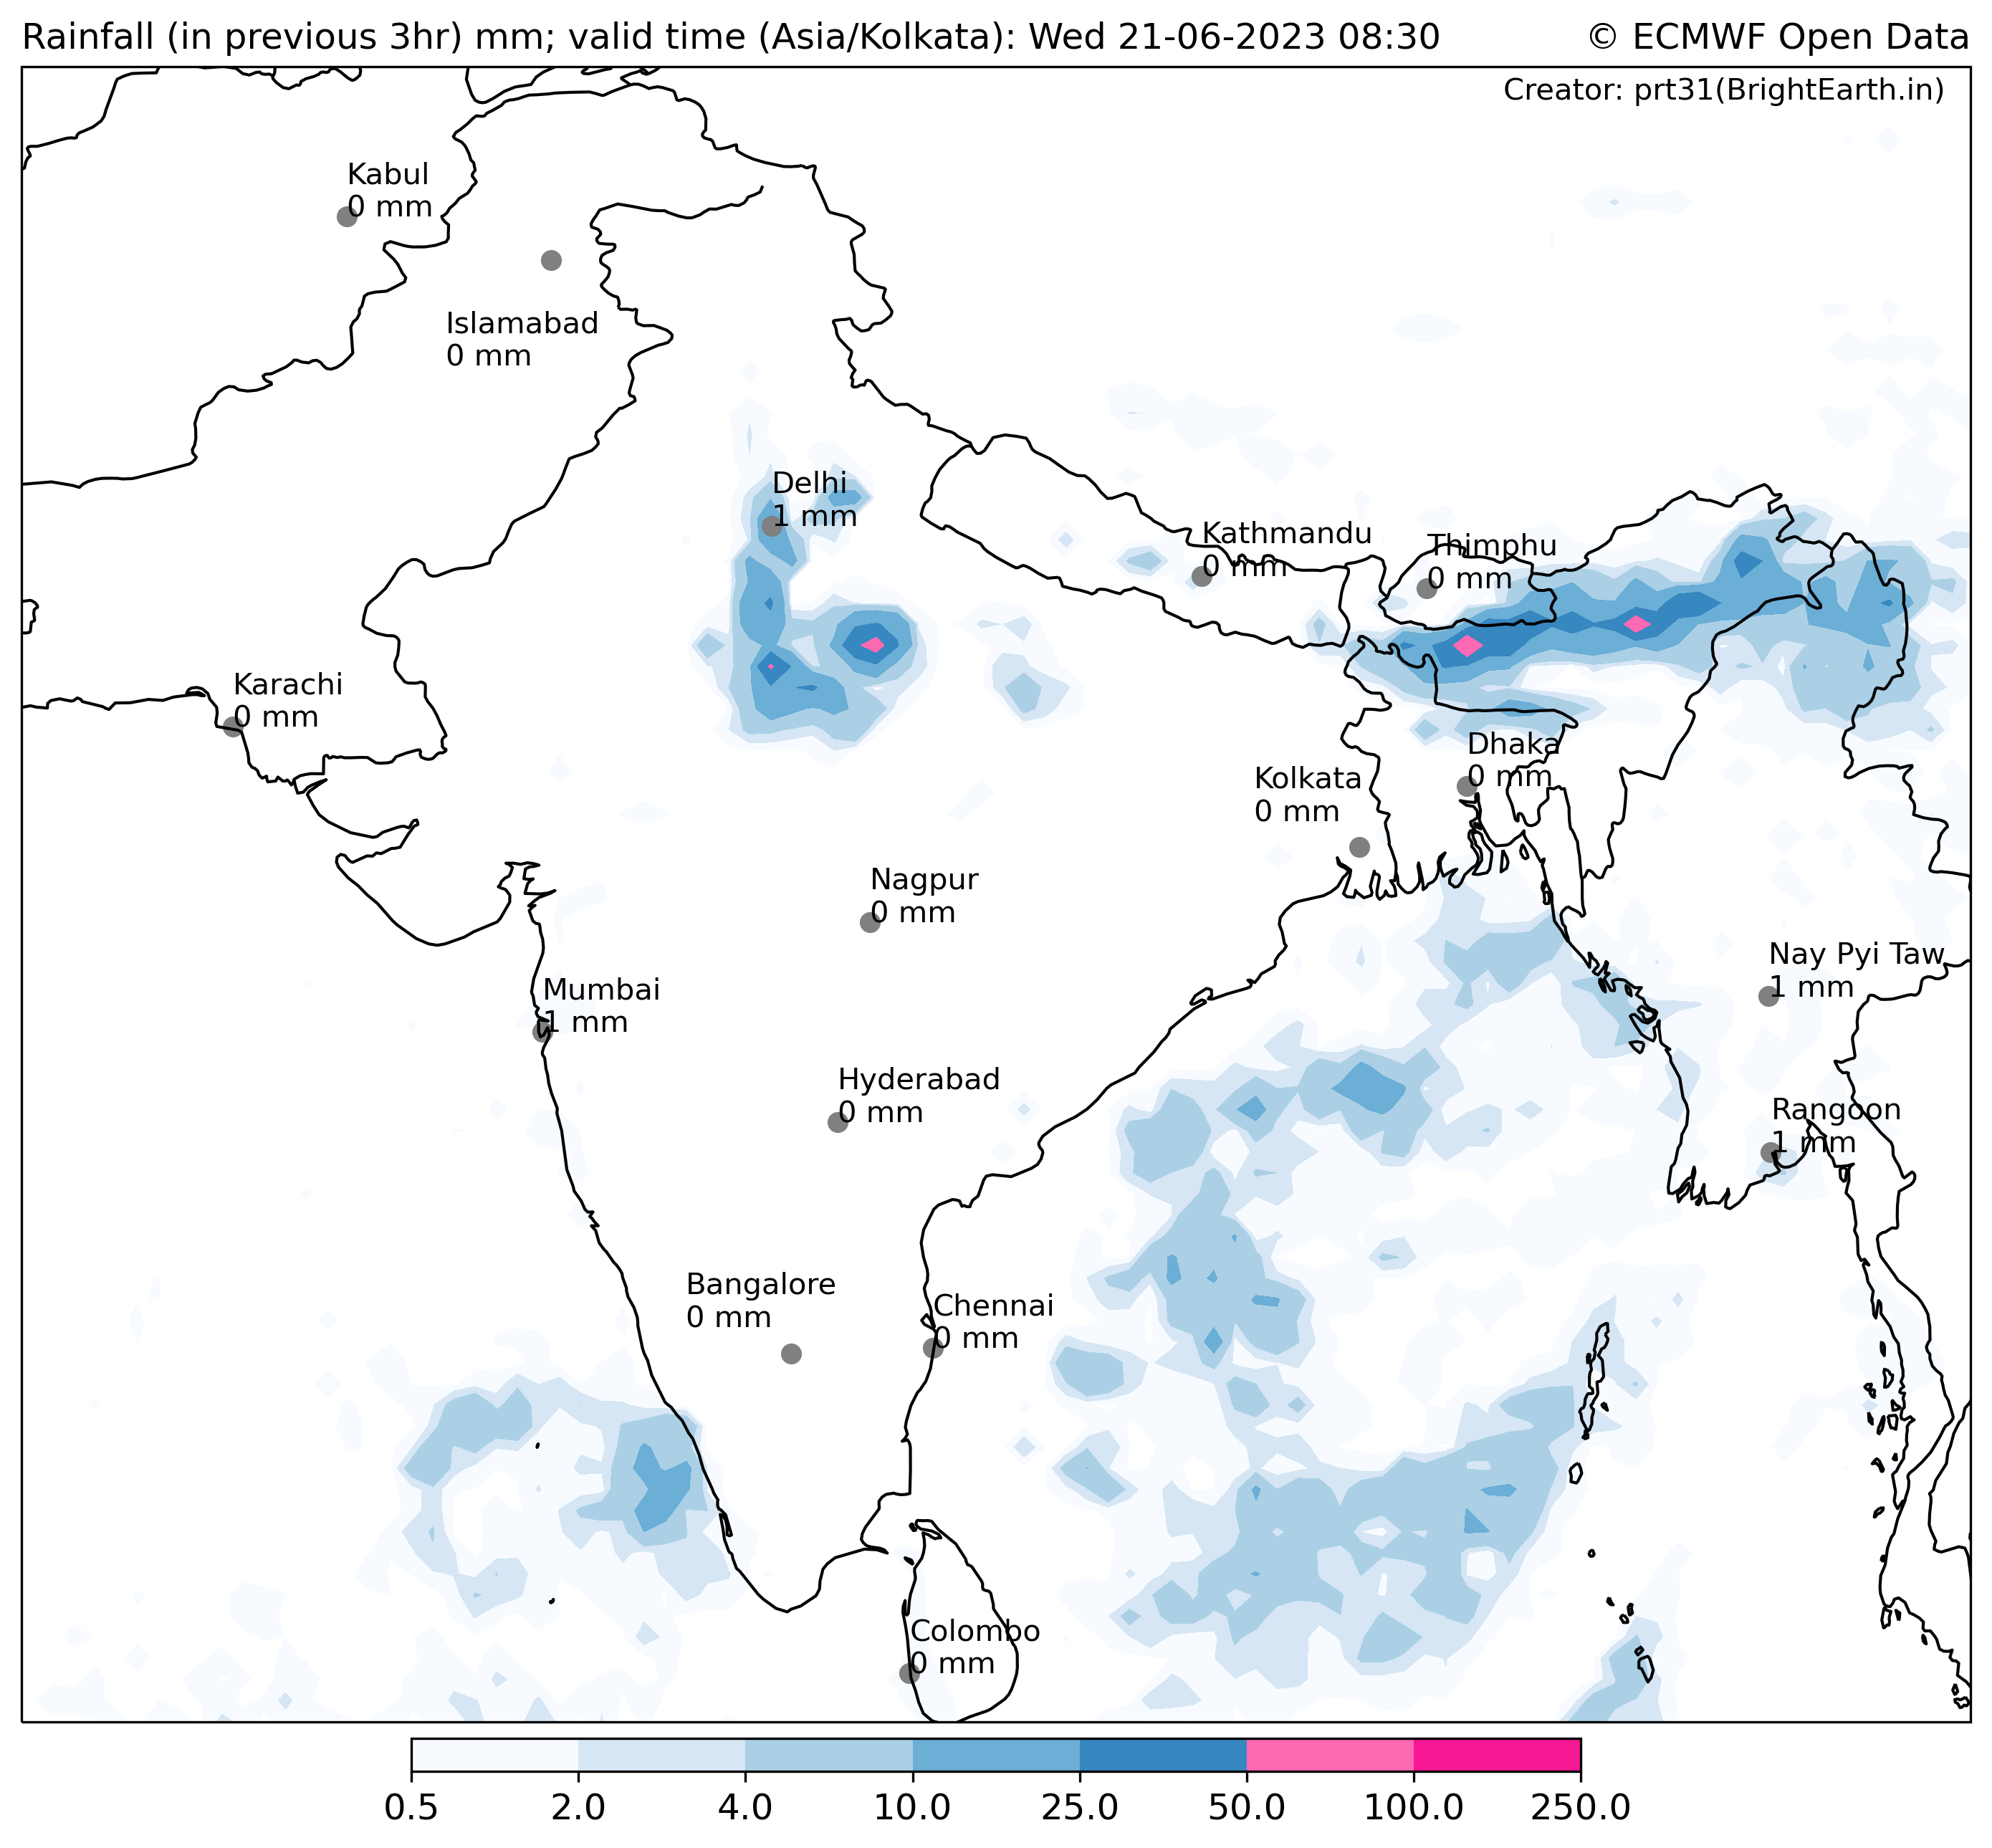 Rainfall (in previous 3hr) mm; valid time (Asia/Kolkata): Wed 21-06-2023 08:30
© ECMWF Open Data
Creator: prt31(BrightEarth.in)
Kabul
0 mm
Islamabad
0 mm
Delhi
1 mm
Kathmandu
0 mm
Thimphu
0 mm
Karachi
0 mm
Dhaka
0 mm
Kolkata
0 mm
Nagpur
0 mm
Nay Pyi Taw
1 mm
Mumbai
1 mm
Hyderabad
0 mm
Rangoon
1 mm
Bangalore
0 mm
Chennai
0 mm
Colombo
0 mm
0.5 2.0 4.0 10.0 25.0 50.0 100.0 250.0